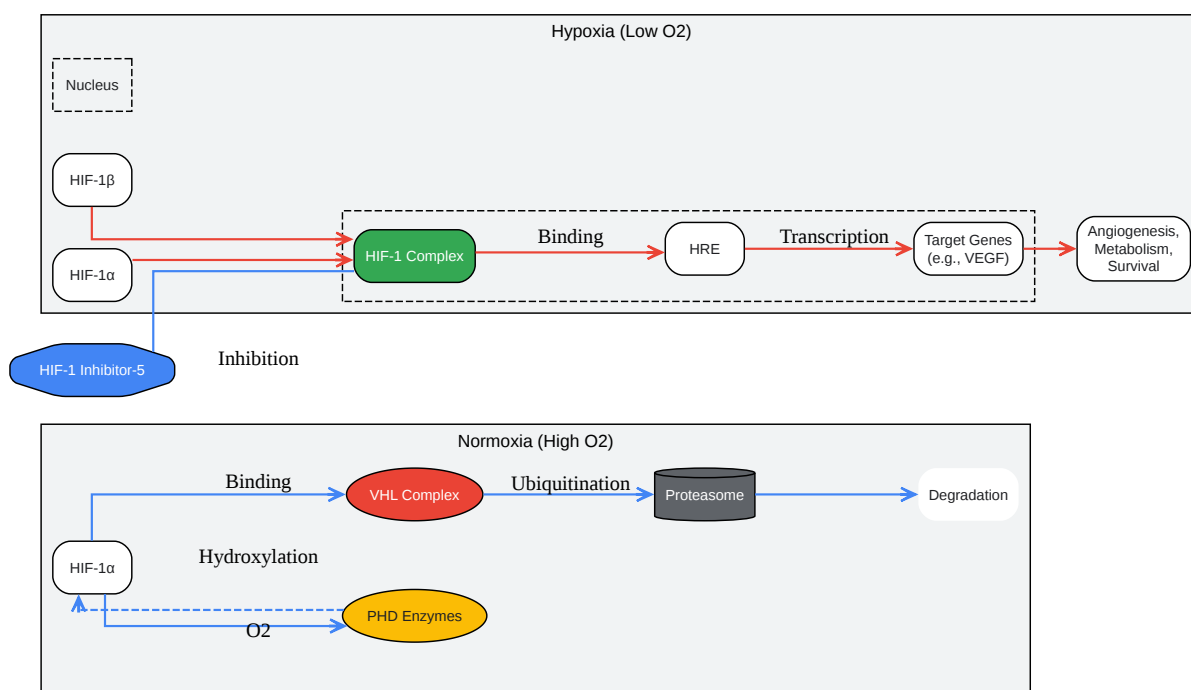 Hypoxia (Low O2)
Nucleus
HIF-1β
HIF-1α
HIF-1 Complex
Binding
HRE
Transcription
Target Genes
(e.g., VEGF)
Angiogenesis,
Metabolism,
Survival
HIF-1 Inhibitor-5
Inhibition
Normoxia (High O2)
Binding
VHL Complex
Ubiquitination
Proteasome
Degradation
Hydroxylation
HIF-1α
PHD Enzymes
O2